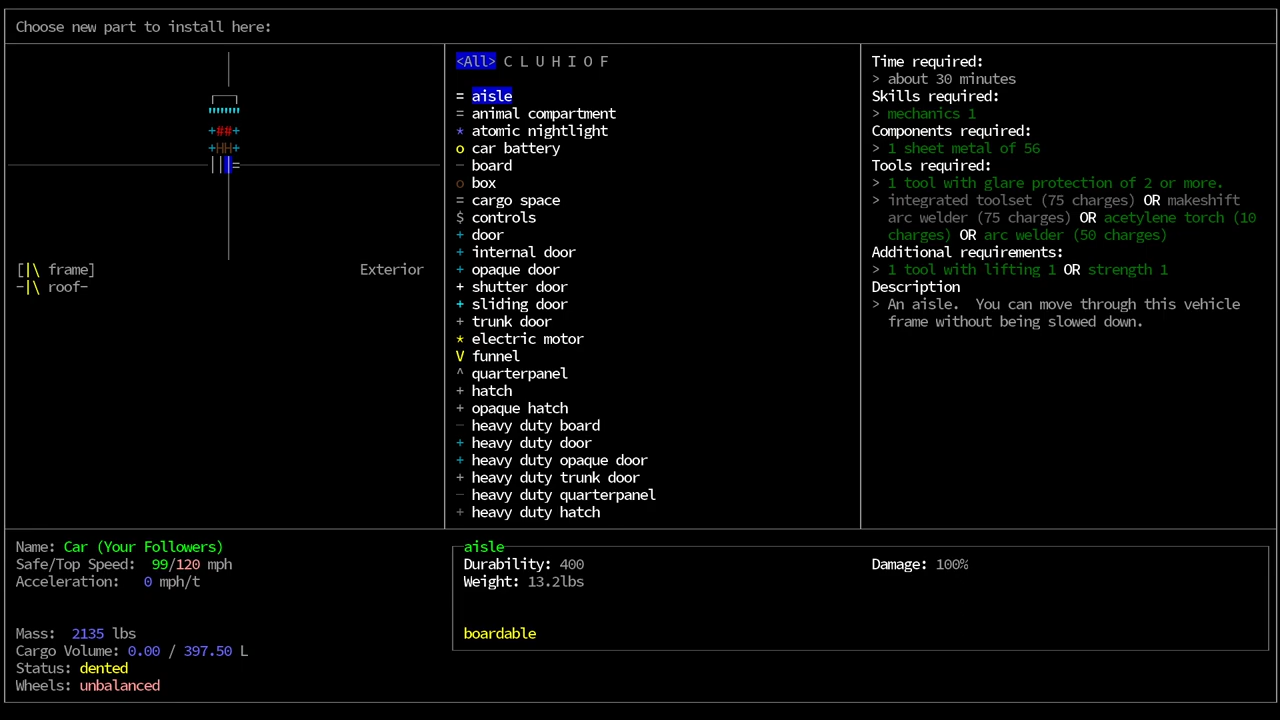 Choose new part to install here:
<All> C L U H I O F
= aisle
= animal compartment
* atomic nightlight
o car battery
- board
o box
= cargo space
$ controls
+ door
+ internal door
+ opaque door
+ shutter door
+ sliding door
+ trunk door
* electric motor
V funnel
^ quarterpanel
+ hatch
+ opaque hatch
- heavy duty board
+ heavy duty door
+ heavy duty opaque door
+ heavy duty trunk door
- heavy duty quarterpanel
+ heavy duty hatch
Time required:
> about 30 minutes
Skills required:
> mechanics 1
Components required:
> 1 sheet metal of 56
Tools required:
> 1 tool with glare protection of 2 or more.
> integrated toolset (75 charges) OR makeshift
arc welder (75 charges) OR acetylene torch (10
charges) OR arc welder (50 charges)
Additional requirements:
> 1 tool with lifting 1 OR strength 1
Description
> An aisle.  You can move through this vehicle
frame without being slowed down.
+##+
+HH+
|||=
[|\ frame] Exterior
-|\ roof-
Name: Car (Your Followers)
Safe/Top Speed:  99/120 mph
Acceleration:   0 mph/t
Mass:  2135 lbs
Cargo Volume: 0.00 / 397.50 L
Status: dented
Wheels: unbalanced
aisle
Durability: 400
Damage: 100%
Weight: 13.2lbs
boardable